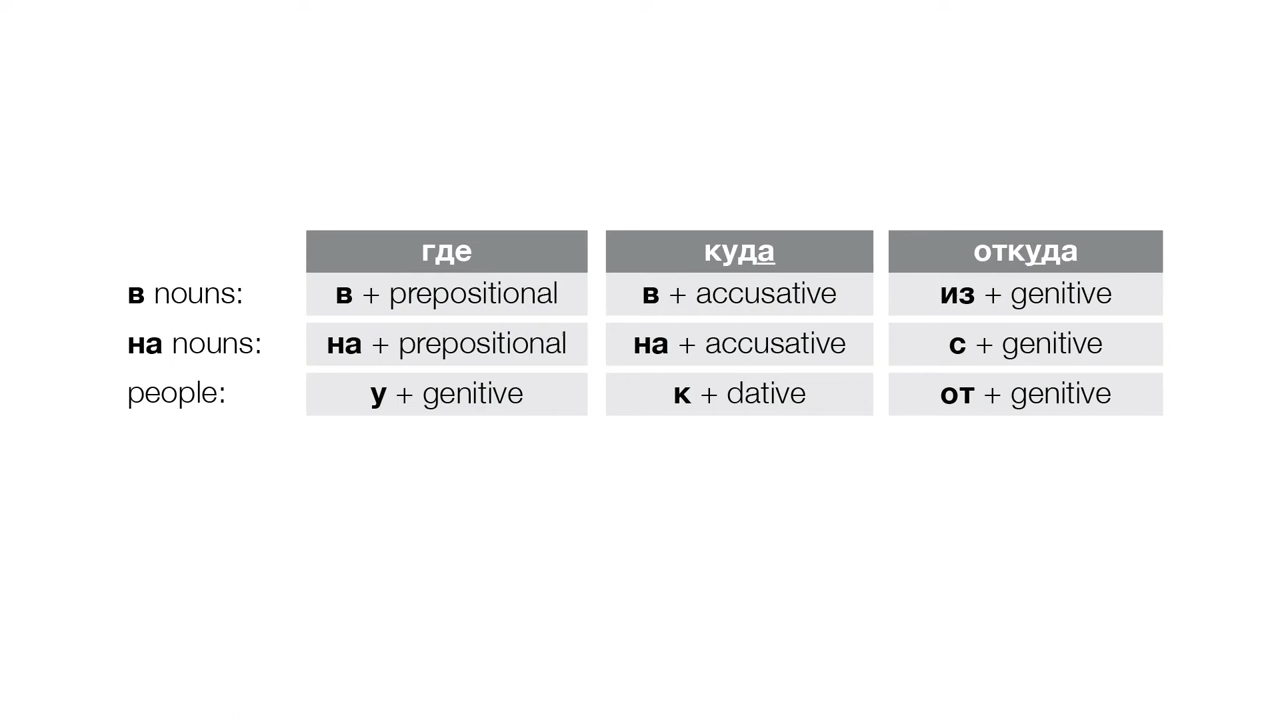 где куда откуда
в nouns: в + prepositional в + accusative из + genitive
на nouns: на + prepositional на + accusative с + genitive
people: у + genitive к + dative от + genitive